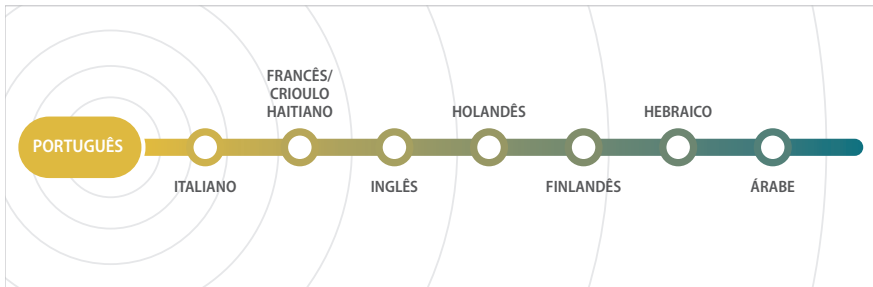 PORTUGUÊS
ITALIANO
FRANCÊS/
CRIOULO
HAITIANO
INGLÊS
HOLANDÊS
FINLANDÊS
HEBRAICO
ÁRABE